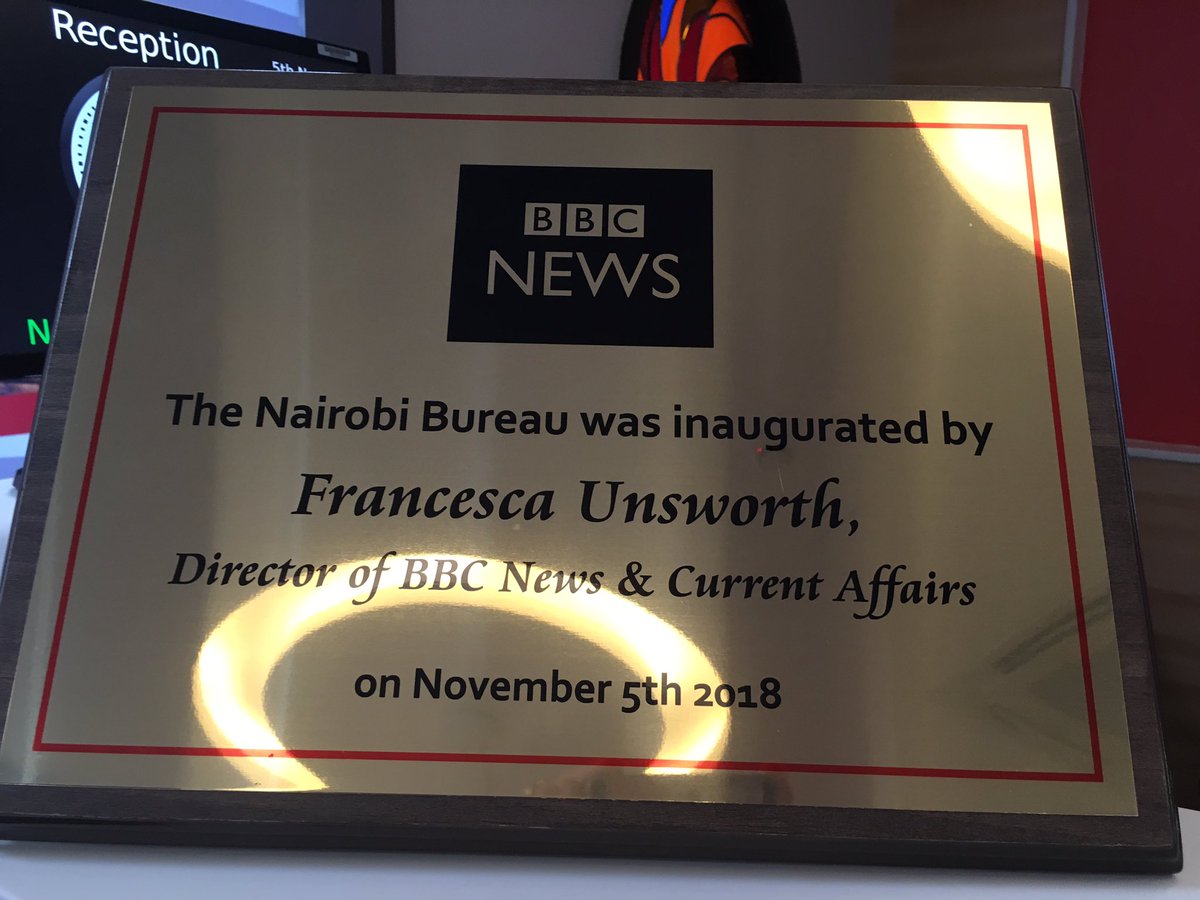 Reception
5th N
BBC
NEWS
The Nairobi Bureau was inaugurated by
Francesca Unsworth,
Director of BBC News & Current Affairs
on November 5th 2018
N